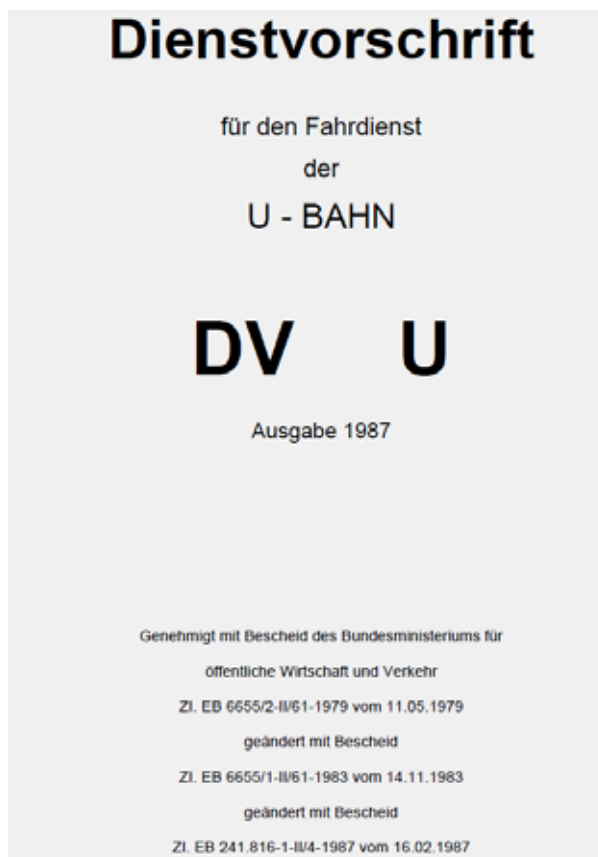 Dienstvorschrift
für den Fahrdienst
der
U - BAHN
DV U
Ausgabe 1987
Genehmigt mit Bescheid des Bundesministeriums für
öffentliche Wirtschaft und Verkehr
Zl. EB 6655/2-II/61-1979 vom 11.05.1979
geändert mit Bescheid
Zl. EB 6655/1-II/61-1983 vom 14.11.1983
geändert mit Bescheid
Zl. EB 241.816-1-II/4-1987 vom 16.02.1987